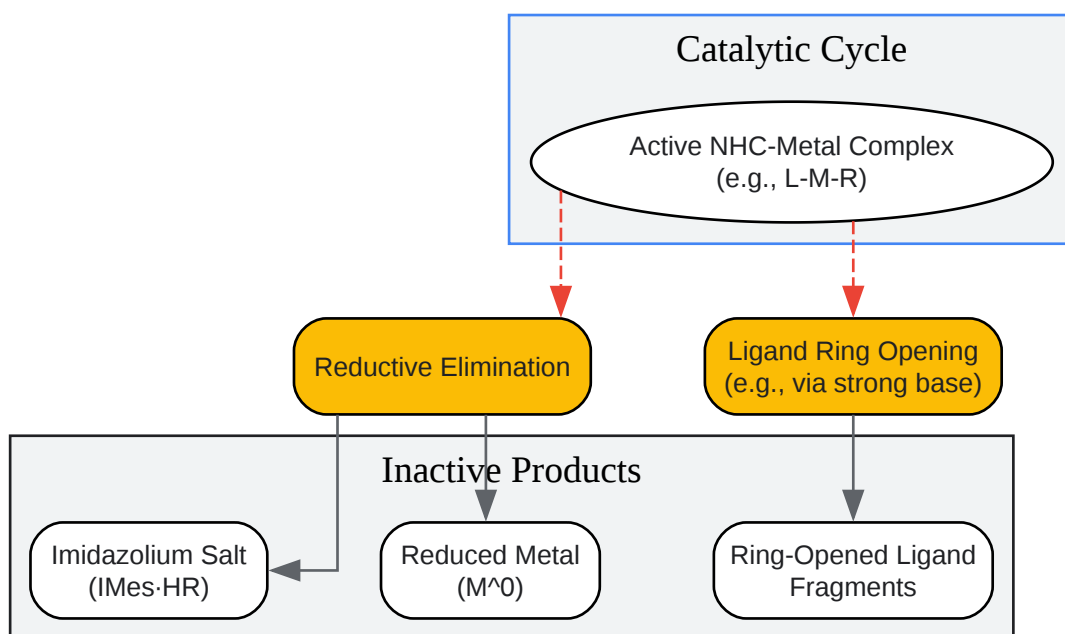 Catalytic Cycle
Active NHC-Metal Complex
(e.g., L-M-R)
Reductive Elimination
Ligand Ring Opening
(e.g., via strong base)
Inactive Products
Imidazolium Salt
(IMes·HR)
Reduced Metal
(M^0)
Ring-Opened Ligand
Fragments